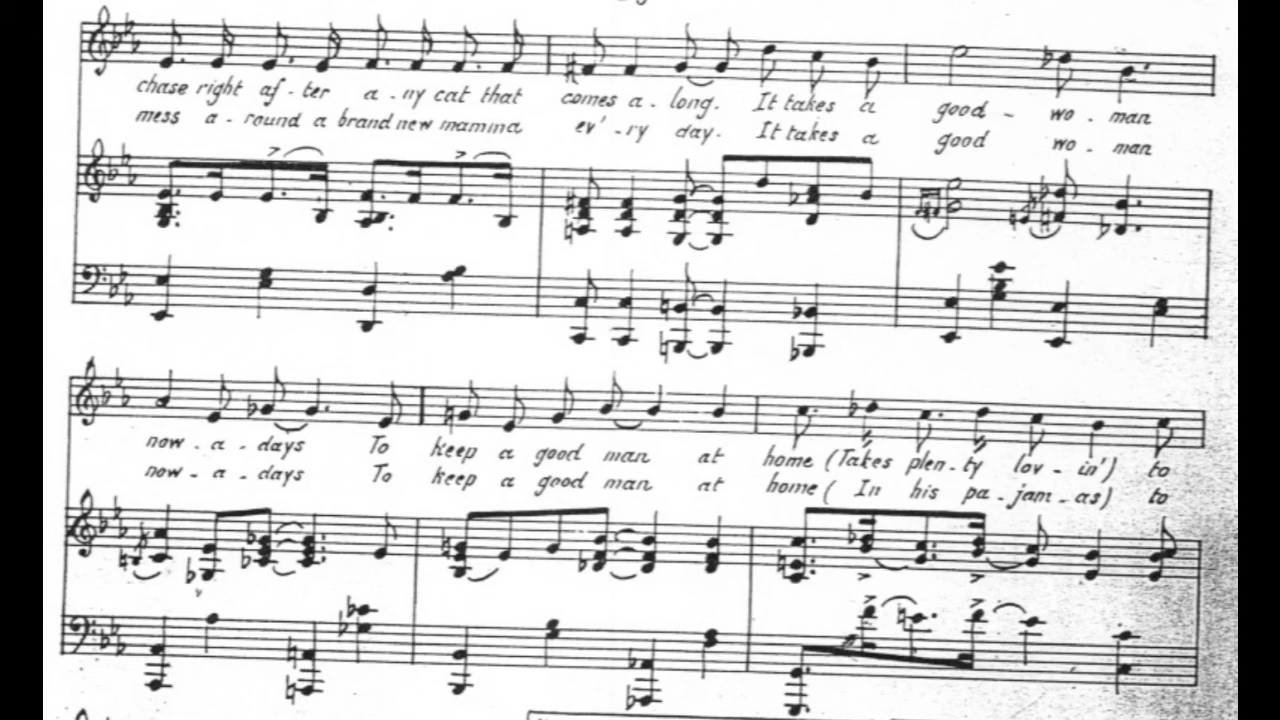 chase right af - ter a - ny cat that comes a - long. It takes a good - wo - man
mess a - round a brand new mamma ev' - ry day. It takes a good wo - man
now - a - days To keep a good man at home (Takes plen - ty lov - in') to
now - a - days To keep a good man at home ( In his pa - jam - as) to